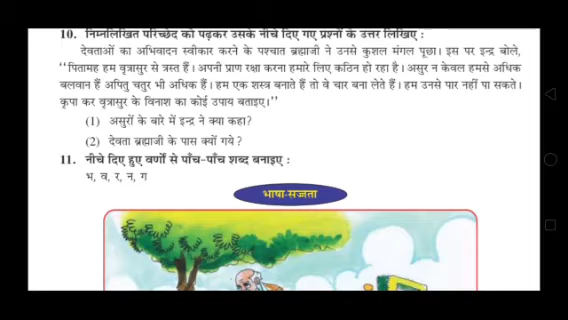 10. निम्नलिखित परिच्छेद को पढ़कर उसके नीचे दिए गए प्रश्नों के उत्तर लिखिए :
देवताओं का अभिवादन स्वीकार करने के पश्चात ब्रह्माजी ने उनसे कुशल मंगल पूछा। इस पर इन्द्र बोले,
“पितामह हम वृत्रासुर से त्रस्त हैं। अपनी प्राण रक्षा करना हमारे लिए कठिन हो रहा है। असुर न केवल हमसे अधिक
बलवान हैं अपितु चतुर भी अधिक हैं। हम एक शस्त्र बनाते हैं तो वे चार बना लेते हैं। हम उनसे पार नहीं पा सकते।
कृपा कर वृत्रासुर के विनाश का कोई उपाय बताइए।”
(1) असुरों के बारे में इन्द्र ने क्या कहा?
(2) देवता ब्रह्माजी के पास क्यों गये ?
11. नीचे दिए हुए वर्णों से पाँच-पाँच शब्द बनाइए :
भ, व, र, न, ग
भाषा-सज्जता